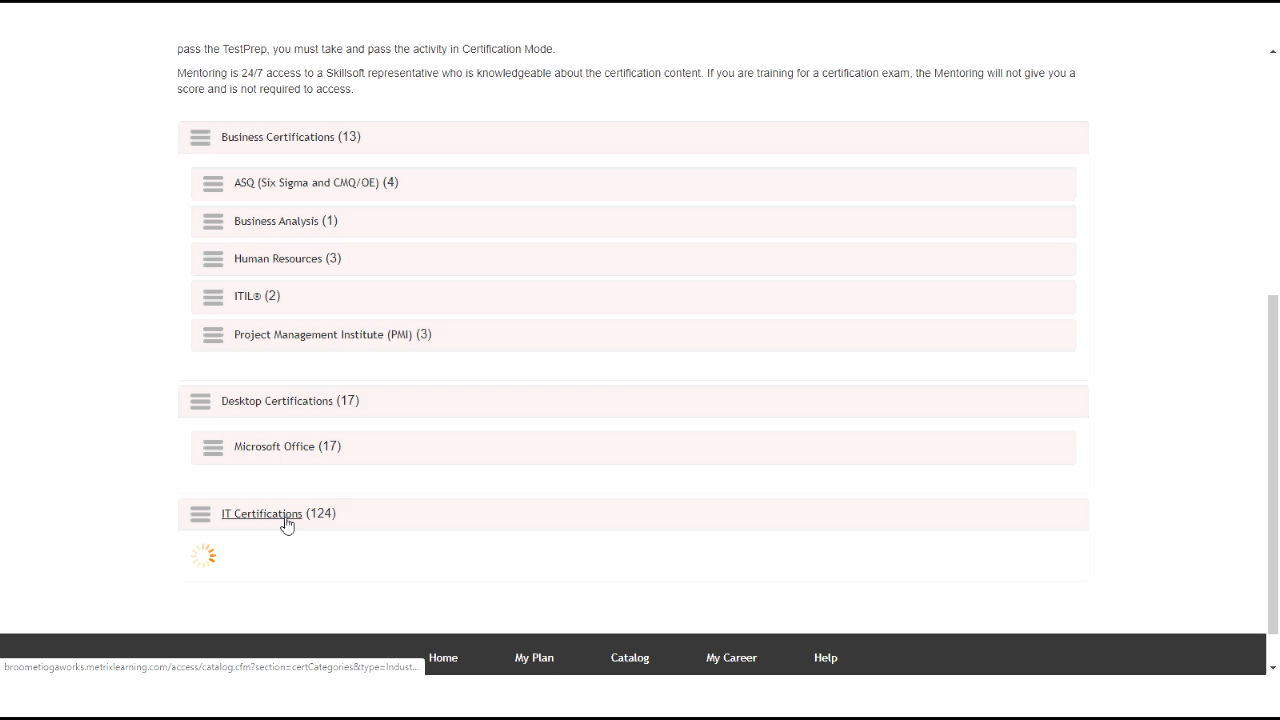 pass the TestPrep, you must take and pass the activity in Certification Mode.
Mentoring is 24/7 access to a Skillsoft representative who is knowledgeable about the certification content. If you are training for a certification exam, the Mentoring will not give you a
score and is not required to access.
Business Certifications (13)
ASQ (Six Sigma and CMQ/OE) (4)
Business Analysis (1)
Human Resources (3)
ITIL® (2)
Project Management Institute (PMI) (3)
Desktop Certifications (17)
Microsoft Office (17)
IT Certifications (124)
Home My Plan Catalog My Career Help
broometiogaworks.metrixlearning.com/access/catalog.cfm?section=certCategories&type=Indust...